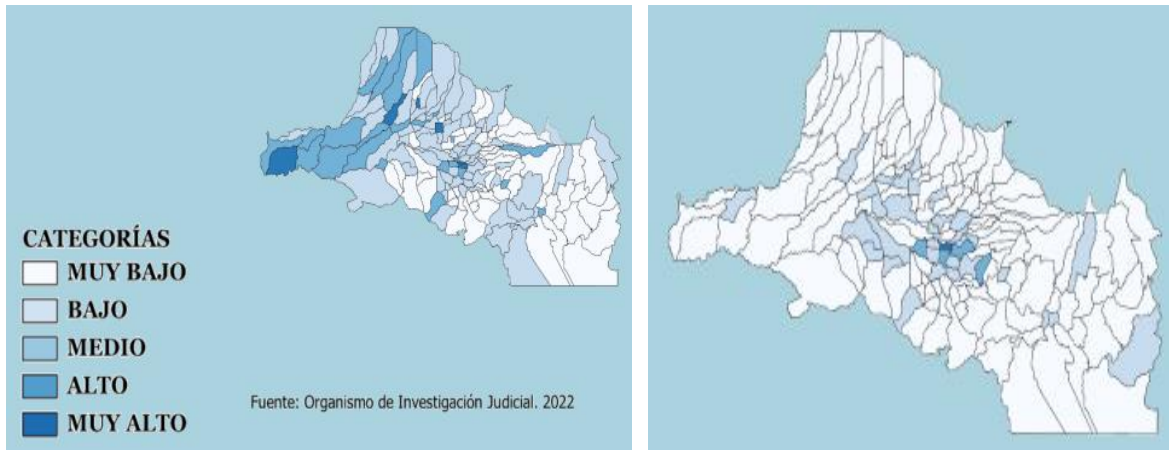 CATEGORÍAS
MUY BAJO
BAJO
MEDIO
ALTO
MUY ALTO
Fuente: Organismo de Investigación Judicial. 2022